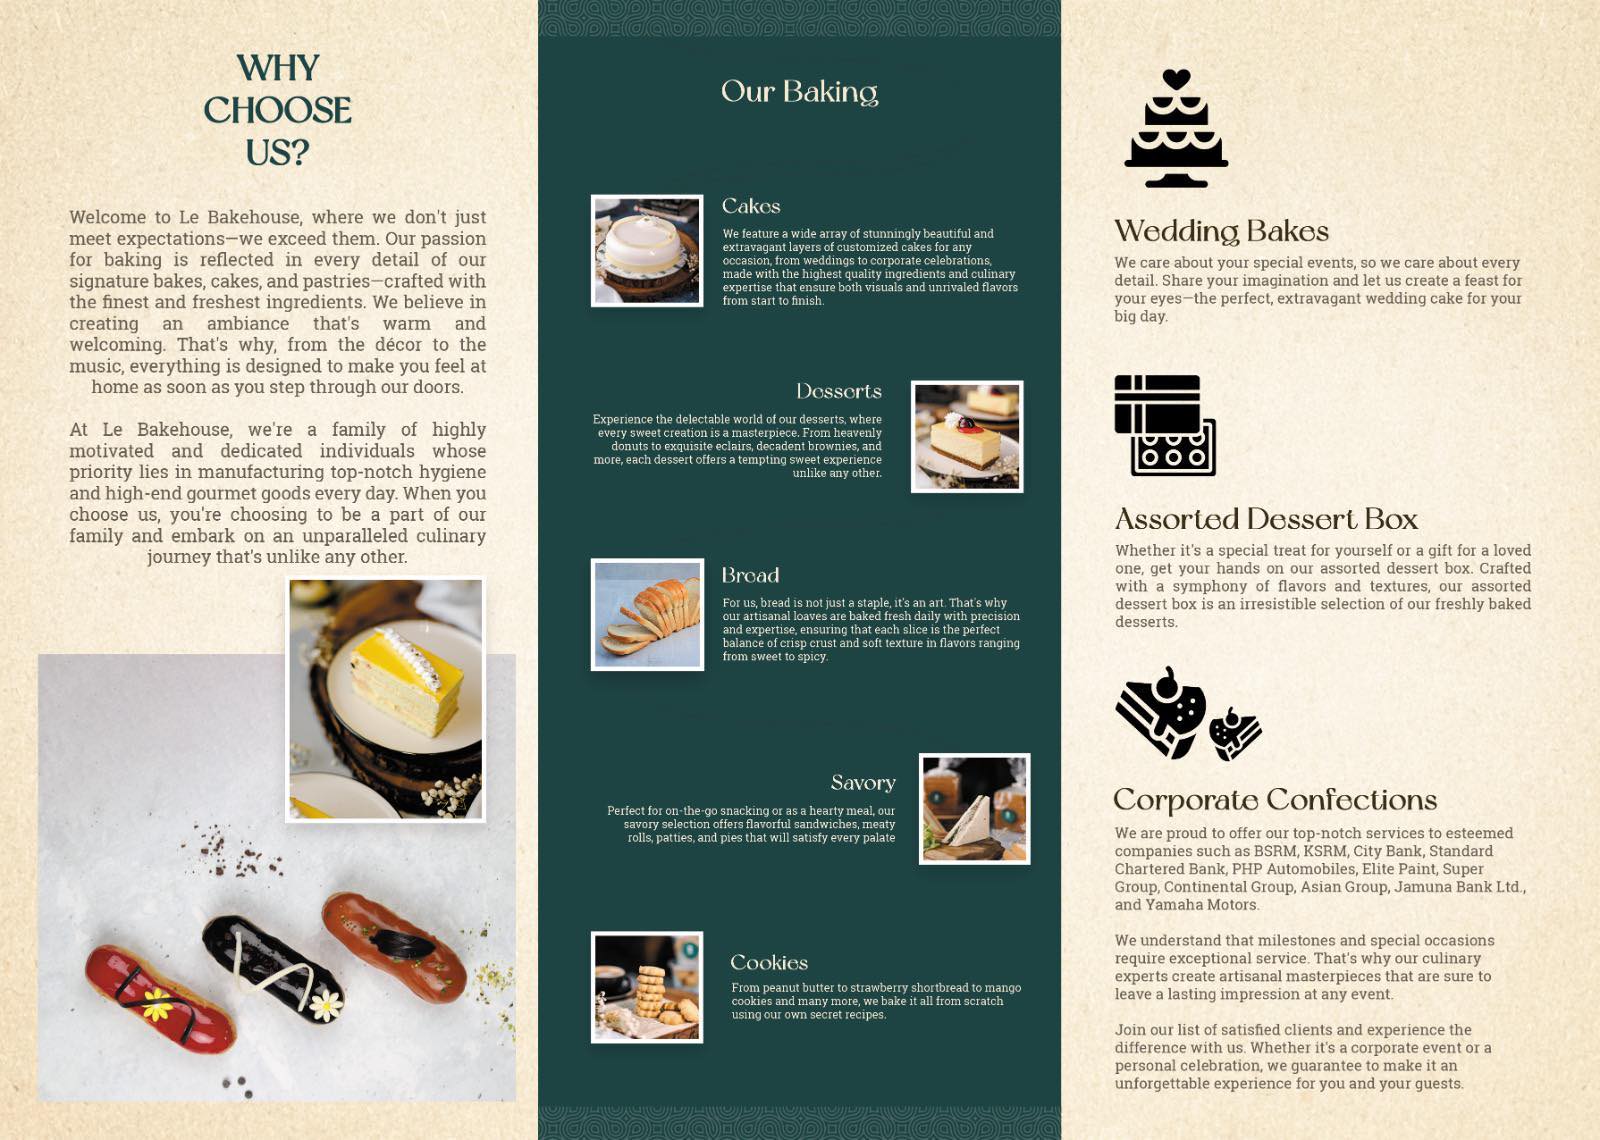 WHY
CHOOSE
US?
Welcome to Le Bakehouse, where we don't just
meet expectations—we exceed them. Our passion
for baking is reflected in every detail of our
signature bakes, cakes, and pastries—crafted with
the finest and freshest ingredients. We believe in
creating an ambiance that's warm and
welcoming. That's why, from the décor to the
music, everything is designed to make you feel at
home as soon as you step through our doors.
At Le Bakehouse, we're a family of highly
motivated and dedicated individuals whose
priority lies in manufacturing top-notch hygiene
and high-end gourmet goods every day. When you
choose us, you're choosing to be a part of our
family and embark on an unparalleled culinary
journey that's unlike any other.
Our Baking
Cakes
We feature a wide array of stunningly beautiful and
extravagant layers of customized cakes for any
occasion, from weddings to corporate celebrations,
made with the highest quality ingredients and culinary
expertise that ensure both visuals and unrivaled flavors
from start to finish.
Desserts
Experience the delectable world of our desserts, where
every sweet creation is a masterpiece. From heavenly
donuts to exquisite eclairs, decadent brownies, and
more, each dessert offers a tempting sweet experience
unlike any other.
Bread
For us, bread is not just a staple, it's an art. That's why
our artisanal loaves are baked fresh daily with precision
and expertise, ensuring that each slice is the perfect
balance of crisp crust and soft texture in flavors ranging
from sweet to spicy.
Savory
Perfect for on-the-go snacking or as a hearty meal, our
savory selection offers flavorful sandwiches, meaty
rolls, patties, and pies that will satisfy every palate
Cookies
From peanut butter to strawberry shortbread to mango
cookies and many more, we bake it all from scratch
using our own secret recipes.
Wedding Bakes
We care about your special events, so we care about every
detail. Share your imagination and let us create a feast for
your eyes—the perfect, extravagant wedding cake for your
big day.
Assorted Dessert Box
Whether it's a special treat for yourself or a gift for a loved
one, get your hands on our assorted dessert box. Crafted
with a symphony of flavors and textures, our assorted
dessert box is an irresistible selection of our freshly baked
desserts.
Corporate Confections
We are proud to offer our top-notch services to esteemed
companies such as BSRM, KSRM, City Bank, Standard
Chartered Bank, PHP Automobiles, Elite Paint, Super
Group, Continental Group, Asian Group, Jamuna Bank Ltd.,
and Yamaha Motors.
We understand that milestones and special occasions
require exceptional service. That's why our culinary
experts create artisanal masterpieces that are sure to
leave a lasting impression at any event.
Join our list of satisfied clients and experience the
difference with us. Whether it's a corporate event or a
personal celebration, we guarantee to make it an
unforgettable experience for you and your guests.